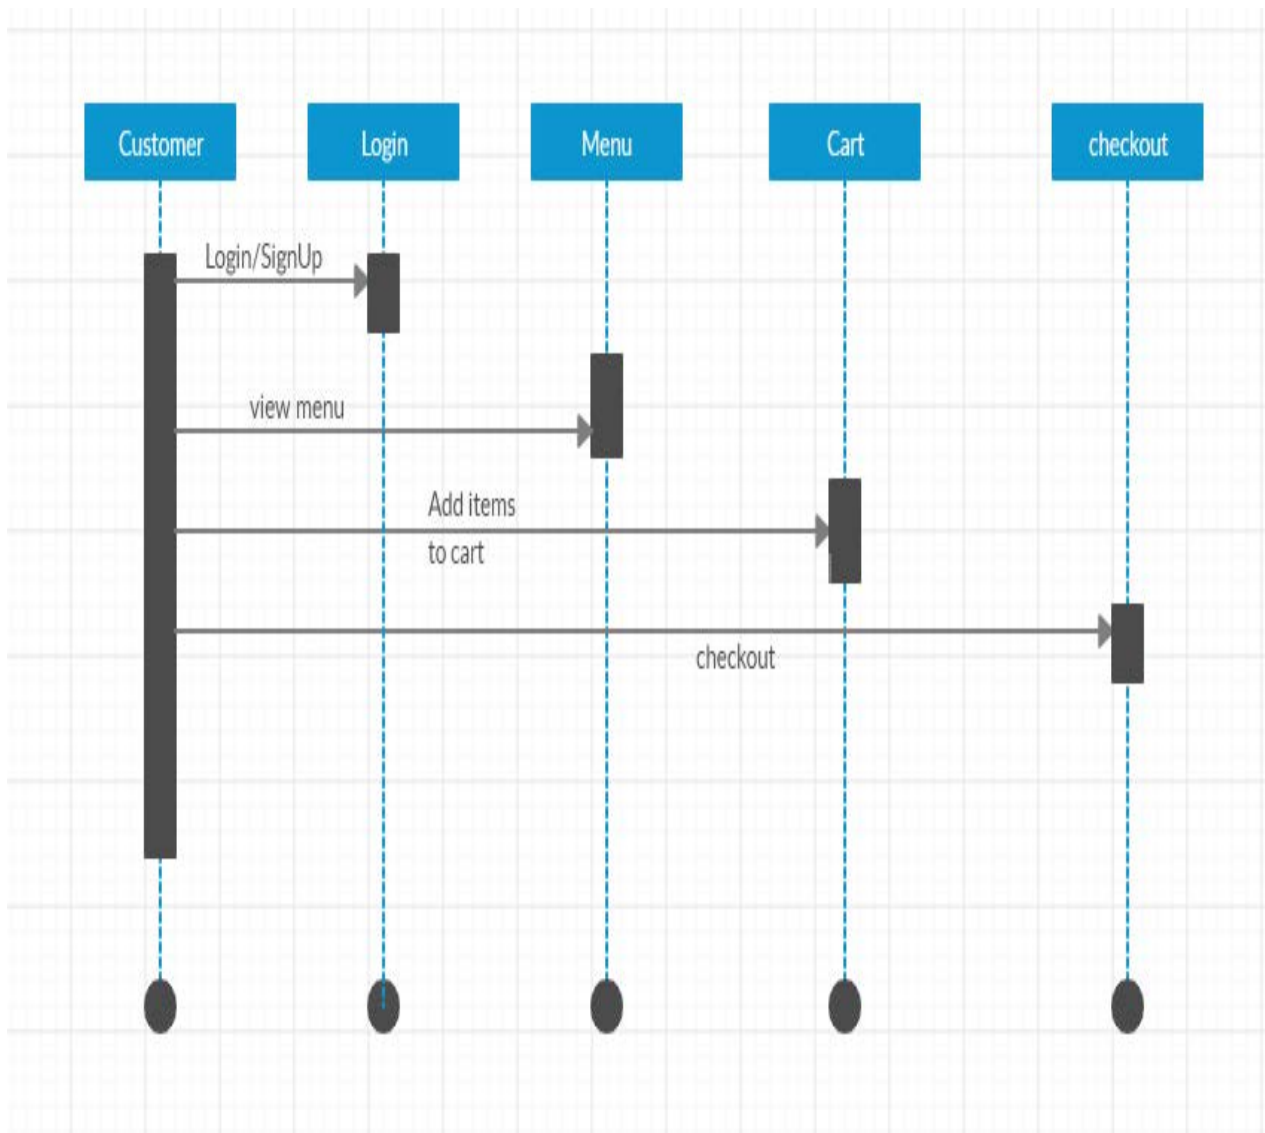 Customer
Login
Menu
Cart
checkout
Login/SignUp
view menu
Add items
to cart
checkout